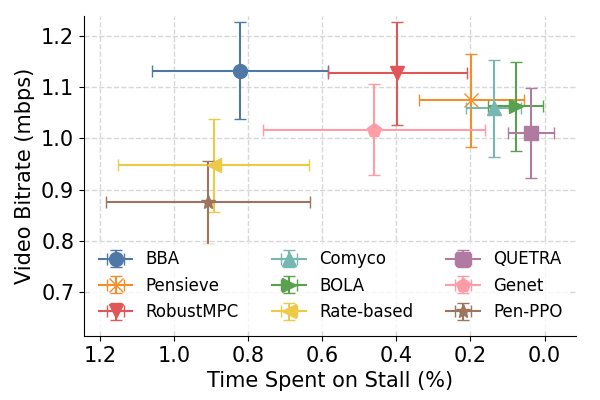 Video Bitrate (mbps)
1.2
1.1
1.0
0.9
0.8
0.7
BBA
Pensieve
RobustMPC
Comyco
BOLA
Rate-based
QUETRA
Genet
Pen-PPO
1.2 1.0 0.8 0.6 0.4 0.2 0.0
Time Spent on Stall (%)